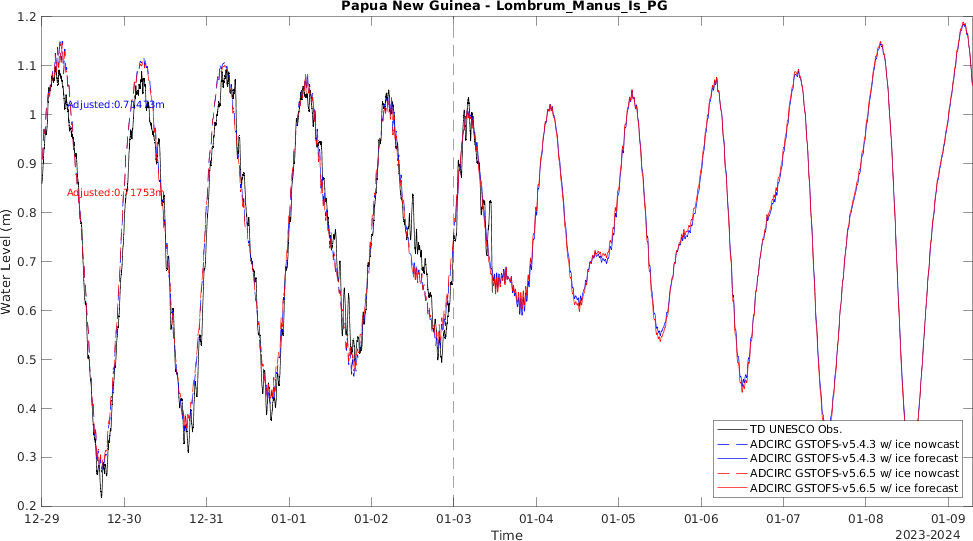 Papua New Guinea - Lombrum_Manus_Is_PG
Water Level (m)
1.2
1.1
1
0.9
0.8
0.7
0.6
0.5
0.4
0.3
0.2
Adjusted:0.71473m
Adjusted:0.71753m
TD UNESCO Obs.
ADCIRC GSTOFS-v5.4.3 w/ ice nowcast
ADCIRC GSTOFS-v5.4.3 w/ ice forecast
ADCIRC GSTOFS-v5.6.5 w/ ice nowcast
ADCIRC GSTOFS-v5.6.5 w/ ice forecast
12-29 12-30 12-31 01-01 01-02 01-03 01-04 01-05 01-06 01-07 01-08 01-09
Time
2023-2024